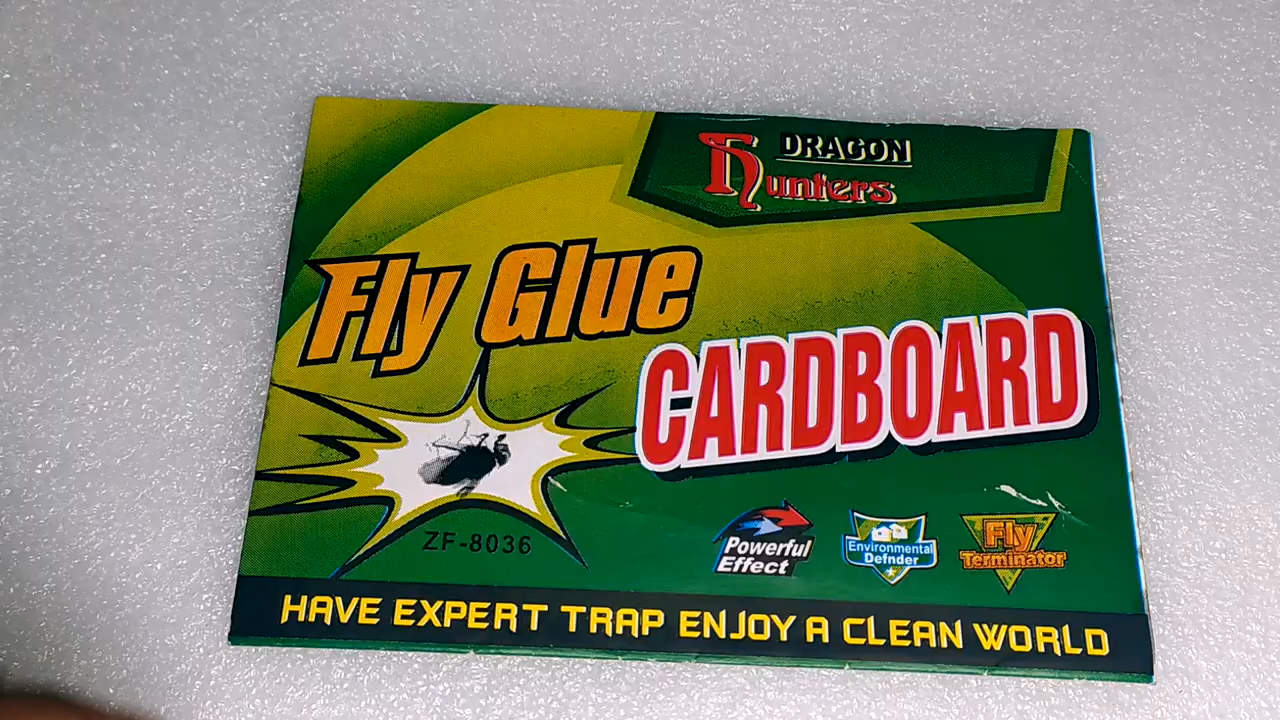 DRAGON
Hunters
Fly Glue
CARDBOARD
ZF-8036
Powerful
Effect
Environmental
Defnder
Fly
Terminator
HAVE EXPERT TRAP ENJOY A CLEAN WORLD